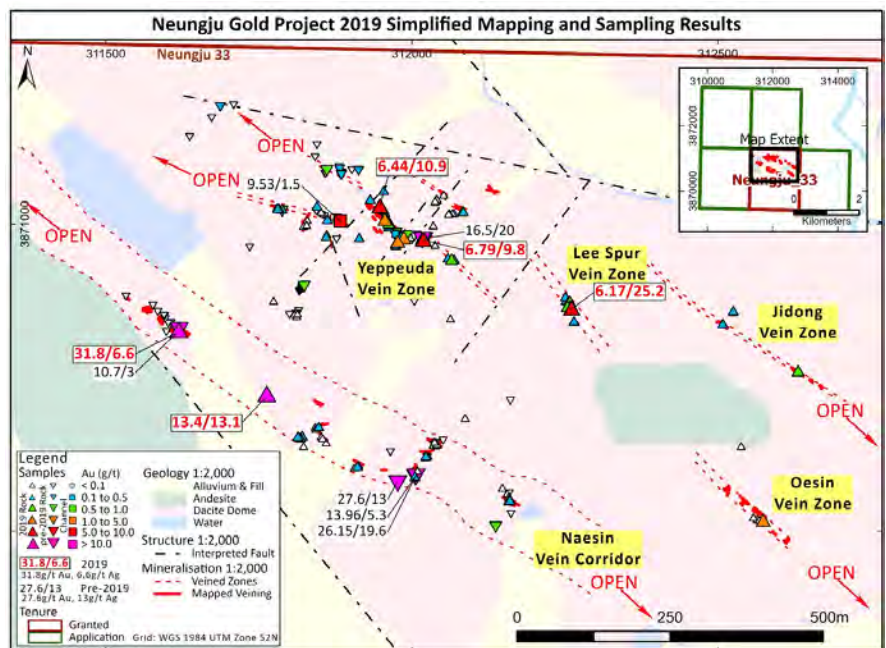 Neungju Gold Project 2019 Simplified Mapping and Sampling Results
311500
312000
312500
Neungju 33
N
310000
312000
314000
3872000
3870000
Map Extent
Neungju_33
0
2
Kilometers
OPEN
OPEN
OPEN
6.44/10.9
9.53/1.5
3871000
16.5/20
6.79/9.8
Yeppeuda
Vein Zone
Lee Spur
Vein Zone
6.17/25.2
Jidong
Vein Zone
OPEN
31.8/6.6
10.7/3
13.4/13.1
27.6/13
13.96/5.3
26.15/19.6
Oesin
Vein Zone
Naesin
Vein Corridor
OPEN
OPEN
Legend
Samples
Au (g/t)
2019 Rock
pre-2019 Rock
Channel
< 0.1
0.1 to 0.5
0.5 to 1.0
1.0 to 5.0
5.0 to 10.0
> 10.0
31.8/6.6 2019
31.8g/t Au, 6.6g/t Ag
27.6/13 Pre-2019
27.6g/t Au, 13g/t Ag
Geology 1:2,000
Alluvium & Fill
Andesite
Dacite Dome
Water
Structure 1:2,000
Interpreted Fault
Mineralisation 1:2,000
Veined Zones
Mapped Veining
Tenure
Granted
Application
Grid: WGS 1984 UTM Zone 52N
0 250 500m